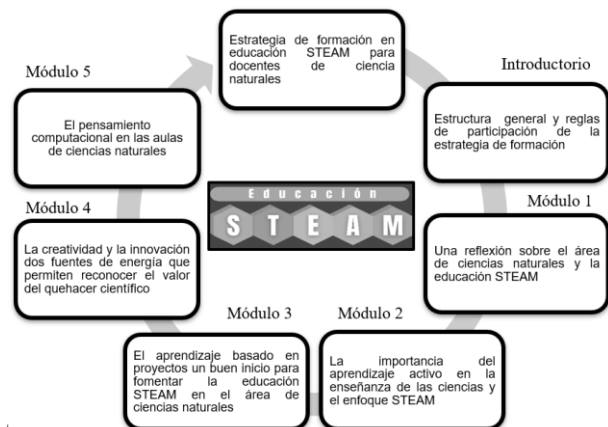 Estrategia de formación en
educación STEAM para
docentes de ciencia
naturales
Introductorio
Estructura general y reglas
de participación de la
estrategia de formación
Módulo 1
Una reflexión sobre el área
de ciencias naturales y la
educación STEAM
Módulo 2
La importancia del
aprendizaje activo en la
enseñanza de las ciencias y
el enfoque STEAM
Módulo 3
El aprendizaje basado en
proyectos un buen inicio para
fomentar la educación
STEAM en el área de
ciencias naturales
Módulo 4
La creatividad y la innovación
dos fuentes de energía que
permiten reconocer el valor
del quehacer científico
Módulo 5
El pensamiento
computacional en las aulas
de ciencias naturales
Educación
STEAM